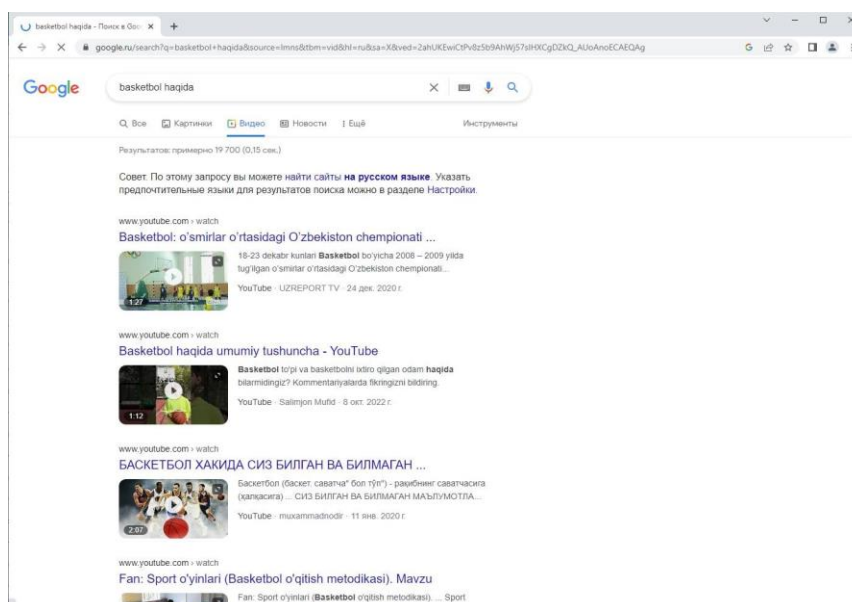 basketbol haqida - Поиск в Goo
google.ru/search?q=basketbol+haqida&source=lmns&tbm=vid&hl=ru&sa=X&ved=
Google
basketbol haqida
Все Картинки Видео Новости Ещё Инструменты
Результатов: примерно 19 700 (0,15 сек.)
Совет. По этому запросу вы можете найти сайты на русском языке. Указать
предпочтительные языки для результатов поиска можно в разделе Настройки.
www.youtube.com › watch
Basketbol: o'smirlar o'rtasidagi O'zbekiston chempionati ...
18-23 dekabr kunlari Basketbol bo'yicha 2008 – 2009 yilda
tug'ilgan o'smirlar o'rtasidagi O'zbekiston chempionati...
1:27
YouTube · UZREPORT TV · 24 дек. 2020 г.
www.youtube.com › watch
Basketbol haqida umumiy tushuncha - YouTube
Basketbol to'pi va basketbolni ixtiro qilgan odam haqida
bilarmidingiz? Kommentariyalarda fikringizni bildiring.
YouTube · Salimjon Mufid · 8 окт. 2022 г.
1:12
www.youtube.com › watch
БАСКЕТБОЛ ХАКИДА СИЗ БИЛГАН ВА БИЛМАГАН ...
Баскетбол (баскет. саватча" бол тўп") - рақибнинг саватчасига
(ҳалқасига) ... СИЗ БИЛГАН ВА БИЛМАГАН МАЪЛУМОТЛА...
YouTube · muxammadnodir · 11 янв. 2020 г.
2:07
www.youtube.com › watch
Fan: Sport o'yinlari (Basketbol o'qitish metodikasi). Mavzu
Fan: Sport o'yinlari (Basketbol o'qitish metodikasi). ... Sport